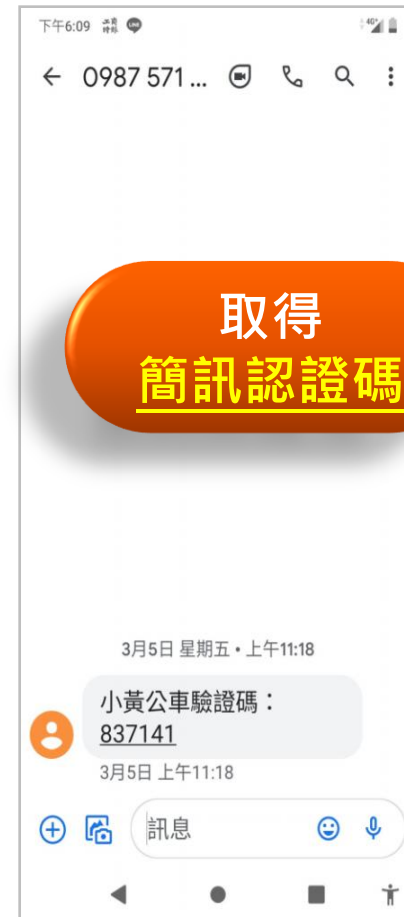 下午6:09
0987 571 ...
取得
簡訊認證碼
3月5日 星期五 • 上午11:18
小黃公車驗證碼：
837141
3月5日 上午11:18
訊息